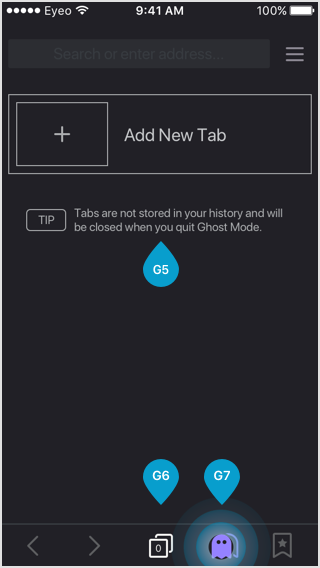 Eyeo 9:41 AM 100%
Search or enter address...
+ Add New Tab
TIP Tabs are not stored in your history and will
be closed when you quit Ghost Mode.
G5
G6 G7
0